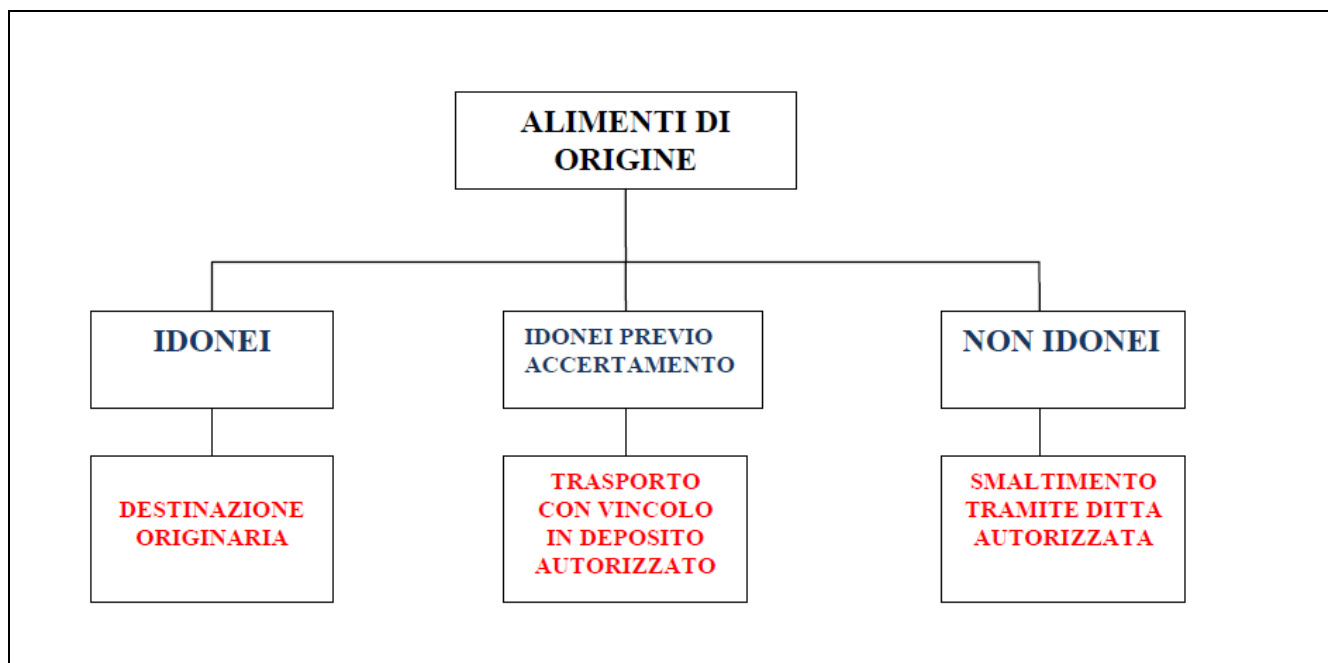 ALIMENTI DI
ORIGINE
IDONEI
IDONEI PREVIO
ACCERTAMENTO
NON IDONEI
DESTINAZIONE
ORIGINARIA
TRASPORTO
CON VINCOLO
IN DEPOSITO
AUTORIZZATO
SMALTIMENTO
TRAMITE DITTA
AUTORIZZATA